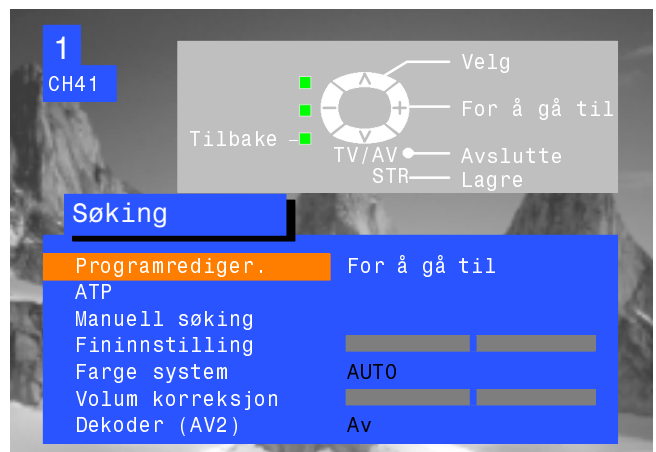 1
CH41
Velg
For å gå til
Tilbake
TV/AV Avslutte
STR Lagre
Søking
Programrediger. For å gå til
ATP
Manuell søking
Fininnstilling
Farge system AUTO
Volum korreksjon
Dekoder (AV2) Av